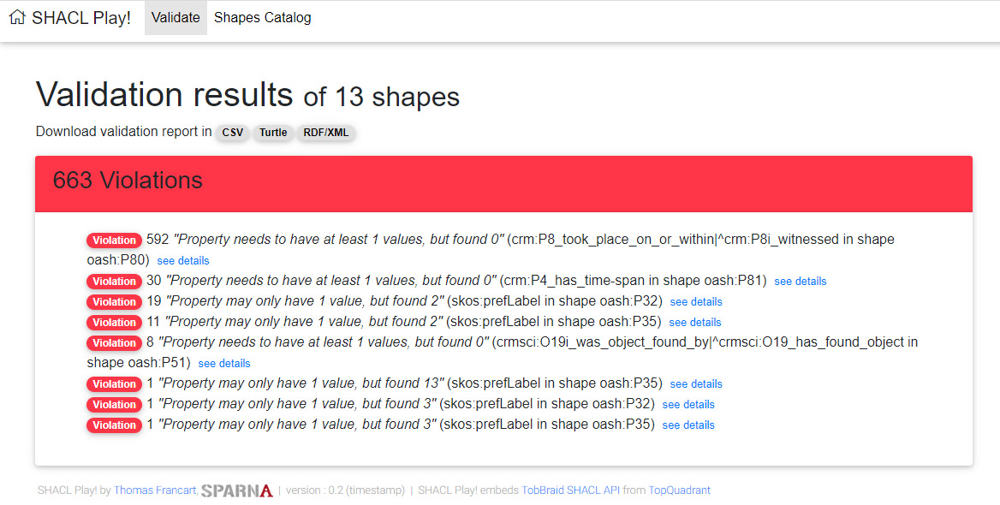 SHACL Play! Validate Shapes Catalog
Validation results of 13 shapes
Download validation report in CSV Turtle RDF/XML
663 Violations
Violation 592 "Property needs to have at least 1 values, but found 0" (crm:P8_took_place_on_or_within|^crm:P8i_witnessed in shape
oash:P80) see details
Violation 30 "Property needs to have at least 1 values, but found 0" (crm:P4_has_time-span in shape oash:P81) see details
Violation 19 "Property may only have 1 value, but found 2" (skos:prefLabel in shape oash:P32) see details
Violation 11 "Property may only have 1 value, but found 2" (skos:prefLabel in shape oash:P35) see details
Violation 8 "Property needs to have at least 1 values, but found 0" (crmsci:O19i_was_object_found_by|^crmsci:O19_has_found_object in
shape oash:P51) see details
Violation 1 "Property may only have 1 value, but found 13" (skos:prefLabel in shape oash:P35) see details
Violation 1 "Property may only have 1 value, but found 3" (skos:prefLabel in shape oash:P32) see details
Violation 1 "Property may only have 1 value, but found 3" (skos:prefLabel in shape oash:P35) see details
SHACL Play! by Thomas Francart, SPARNA | version : 0.2 (timestamp) | SHACL Play! embeds TobBraid SHACL API from TopQuadrant